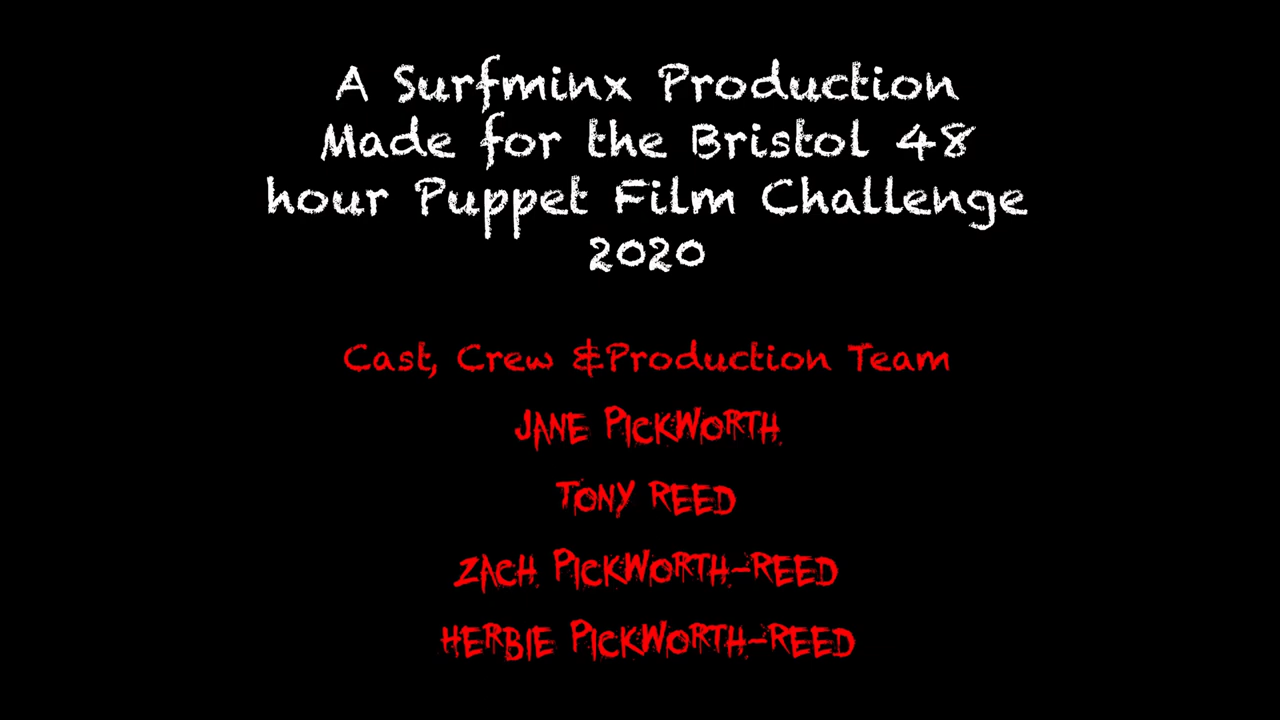 A Surfminx Production
Made for the Bristol 48
hour Puppet Film Challenge
2020
Cast, Crew &Production Team
JANE PICKWORTH
TONY REED
ZACH PICKWORTH-REED
HERBIE PICKWORTH-REED